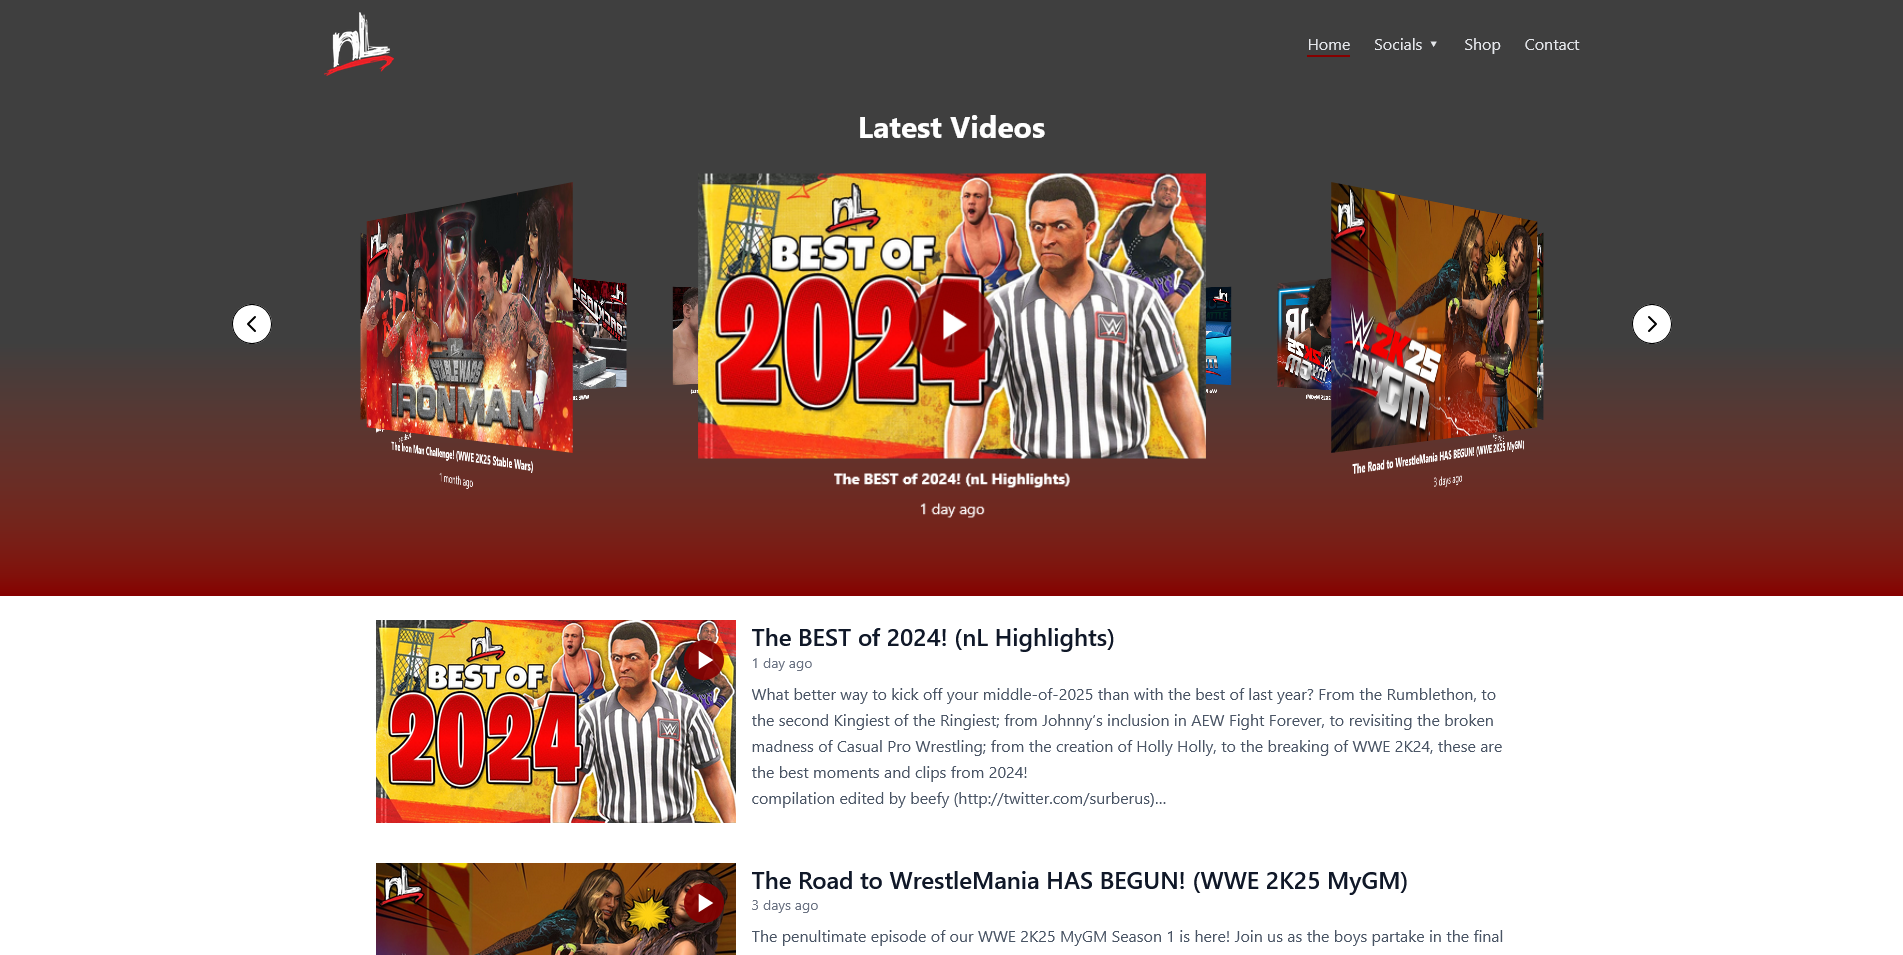 nL
Home Socials ▼ Shop Contact
Latest Videos
nL
STABLE WARS
IRONMAN
The Iron Man Challenge! (WWE 2K25 Stable Wars)
1 month ago
nL
BEST OF
2024
W
The BEST of 2024! (nL Highlights)
1 day ago
nL
W 2K25
MyGM
The Road to WrestleMania HAS BEGUN! (WWE 2K25 MyGM)
3 days ago
nL
BEST OF
2024
W
The BEST of 2024! (nL Highlights)
1 day ago
What better way to kick off your middle-of-2025 than with the best of last year? From the Rumblethon, to
the second Kingiest of the Ringiest; from Johnny’s inclusion in AEW Fight Forever, to revisiting the broken
madness of Casual Pro Wrestling; from the creation of Holly Holly, to the breaking of WWE 2K24, these are
the best moments and clips from 2024!
compilation edited by beefy (http://twitter.com/surberus)...
nL
The Road to WrestleMania HAS BEGUN! (WWE 2K25 MyGM)
3 days ago
The penultimate episode of our WWE 2K25 MyGM Season 1 is here! Join us as the boys partake in the final